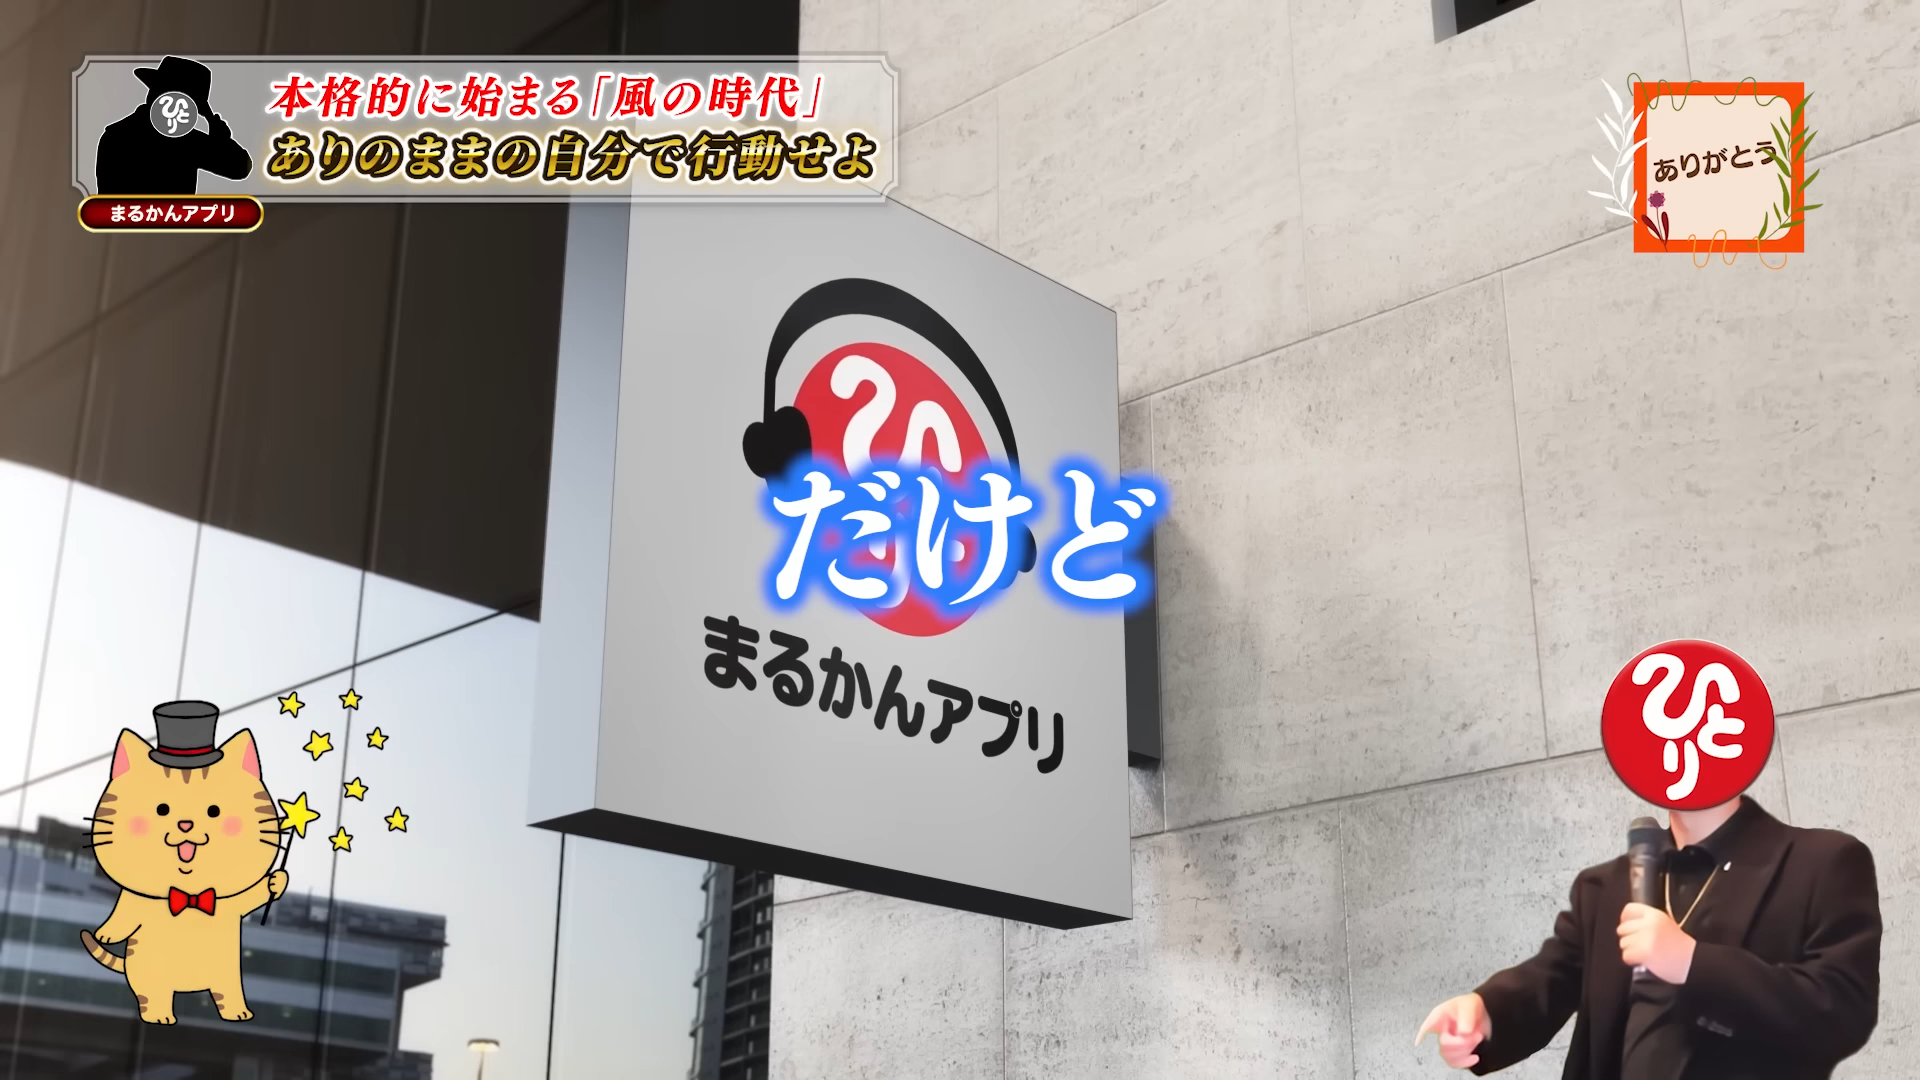 本格的に始まる「風の時代」
ありのままの自分で行動せよ
ひとり
まるかんアプリ
ありがとう
だけど
まるかんアプリ
ひとり